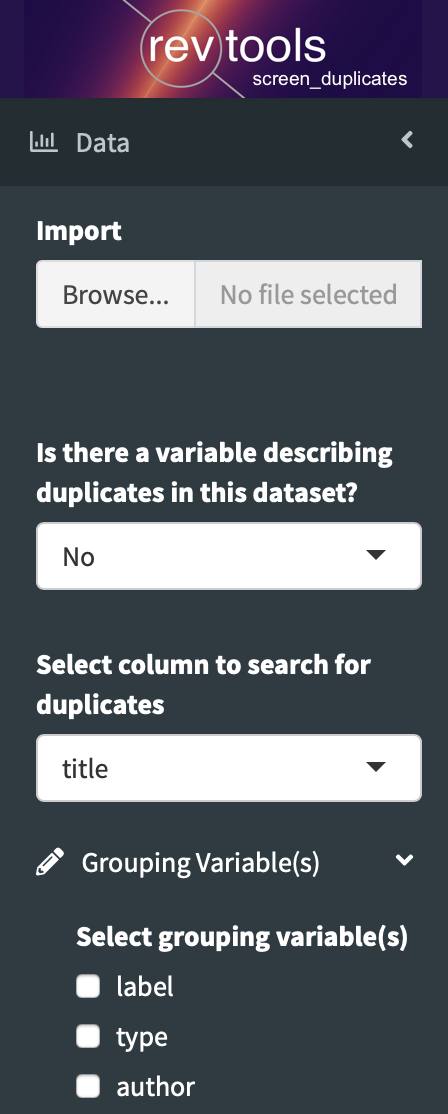 revtools
screen_duplicates
Data
Import
Browse... No file selected
Is there a variable describing
duplicates in this dataset?
No
Select column to search for
duplicates
title
Grouping Variable(s)
Select grouping variable(s)
label
type
author